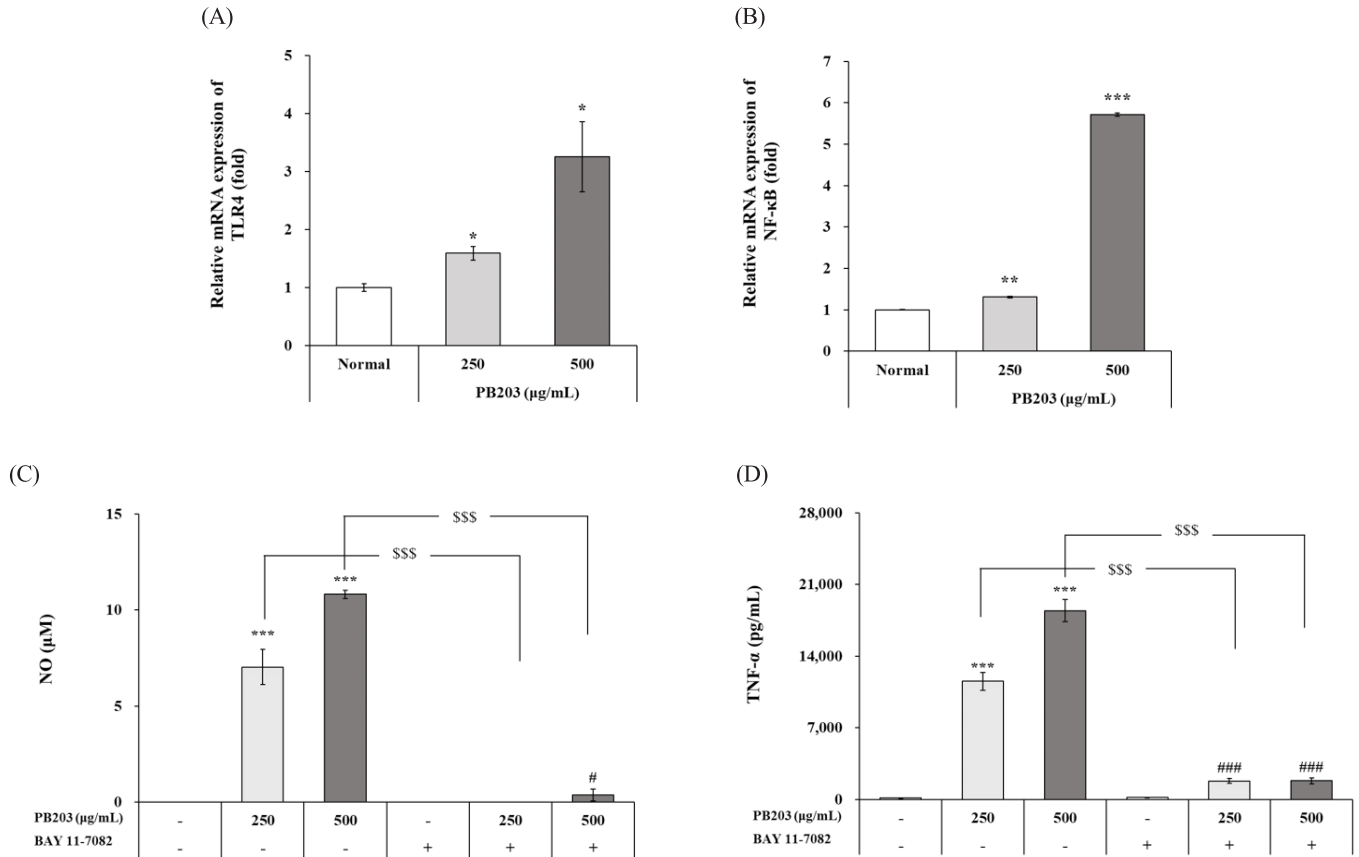 (A)
Relative mRNA expression of
TLR4 (fold)
5
4
3
2
1
0
*
*
Normal
250
500
PB203 (μg/mL)
(B)
Relative mRNA expression of
NF-κB (fold)
7
6
5
4
3
2
1
0
**
***
Normal
250
500
PB203 (μg/mL)
(C)
NO (μM)
15
10
5
0
$$$
$$$
***
***
#
PB203 (μg/mL) - 250 500 - 250 500
BAY 11-7082 - - - + + +
(D)
TNF-α (pg/mL)
28,000
21,000
14,000
7,000
0
$$$
$$$
***
***
###
###
PB203 (μg/mL) - 250 500 - 250 500
BAY 11-7082 - - - + + +